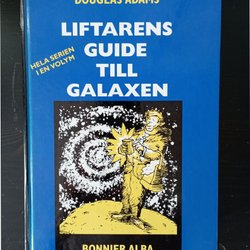 DOUGLAS ADAMS
LIFTARENS
GUIDE
TILL
GALAXEN
HELA SERIEN
I EN VOLYM
BONNIER ALBA